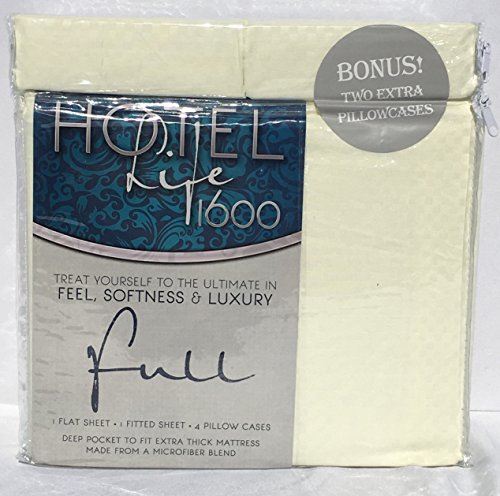 BONUS!
TWO EXTRA
PILLOWCASES
HOTEL
Life
1600
TREAT YOURSELF TO THE ULTIMATE IN
FEEL, SOFTNESS & LUXURY
Full
1 FLAT SHEET • 1 FITTED SHEET • 4 PILLOW CASES
DEEP POCKET TO FIT EXTRA THICK MATTRESS
MADE FROM A MICROFIBER BLEND